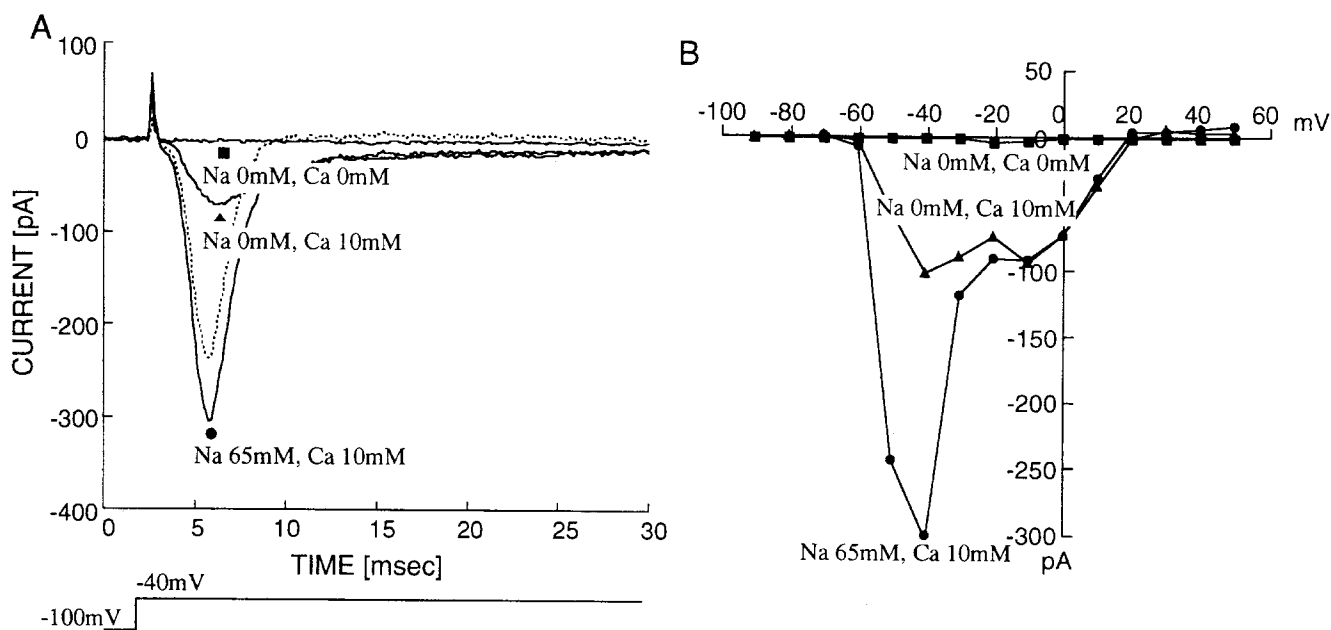 A
100
0
-100
-200
-300
-400
CURRENT [pA]
Na 0mM, Ca 0mM
Na 0mM, Ca 10mM
Na 65mM, Ca 10mM
0 5 10 15 20 25 30
TIME [msec]
-40mV
-100mV
B
50
-100 -80 -60 -40 -20 0 20 40 60 mV
0
Na 0mM, Ca 0mM
Na 0mM, Ca 10mM
-100
-150
-200
-250
-300
Na 65mM, Ca 10mM
pA